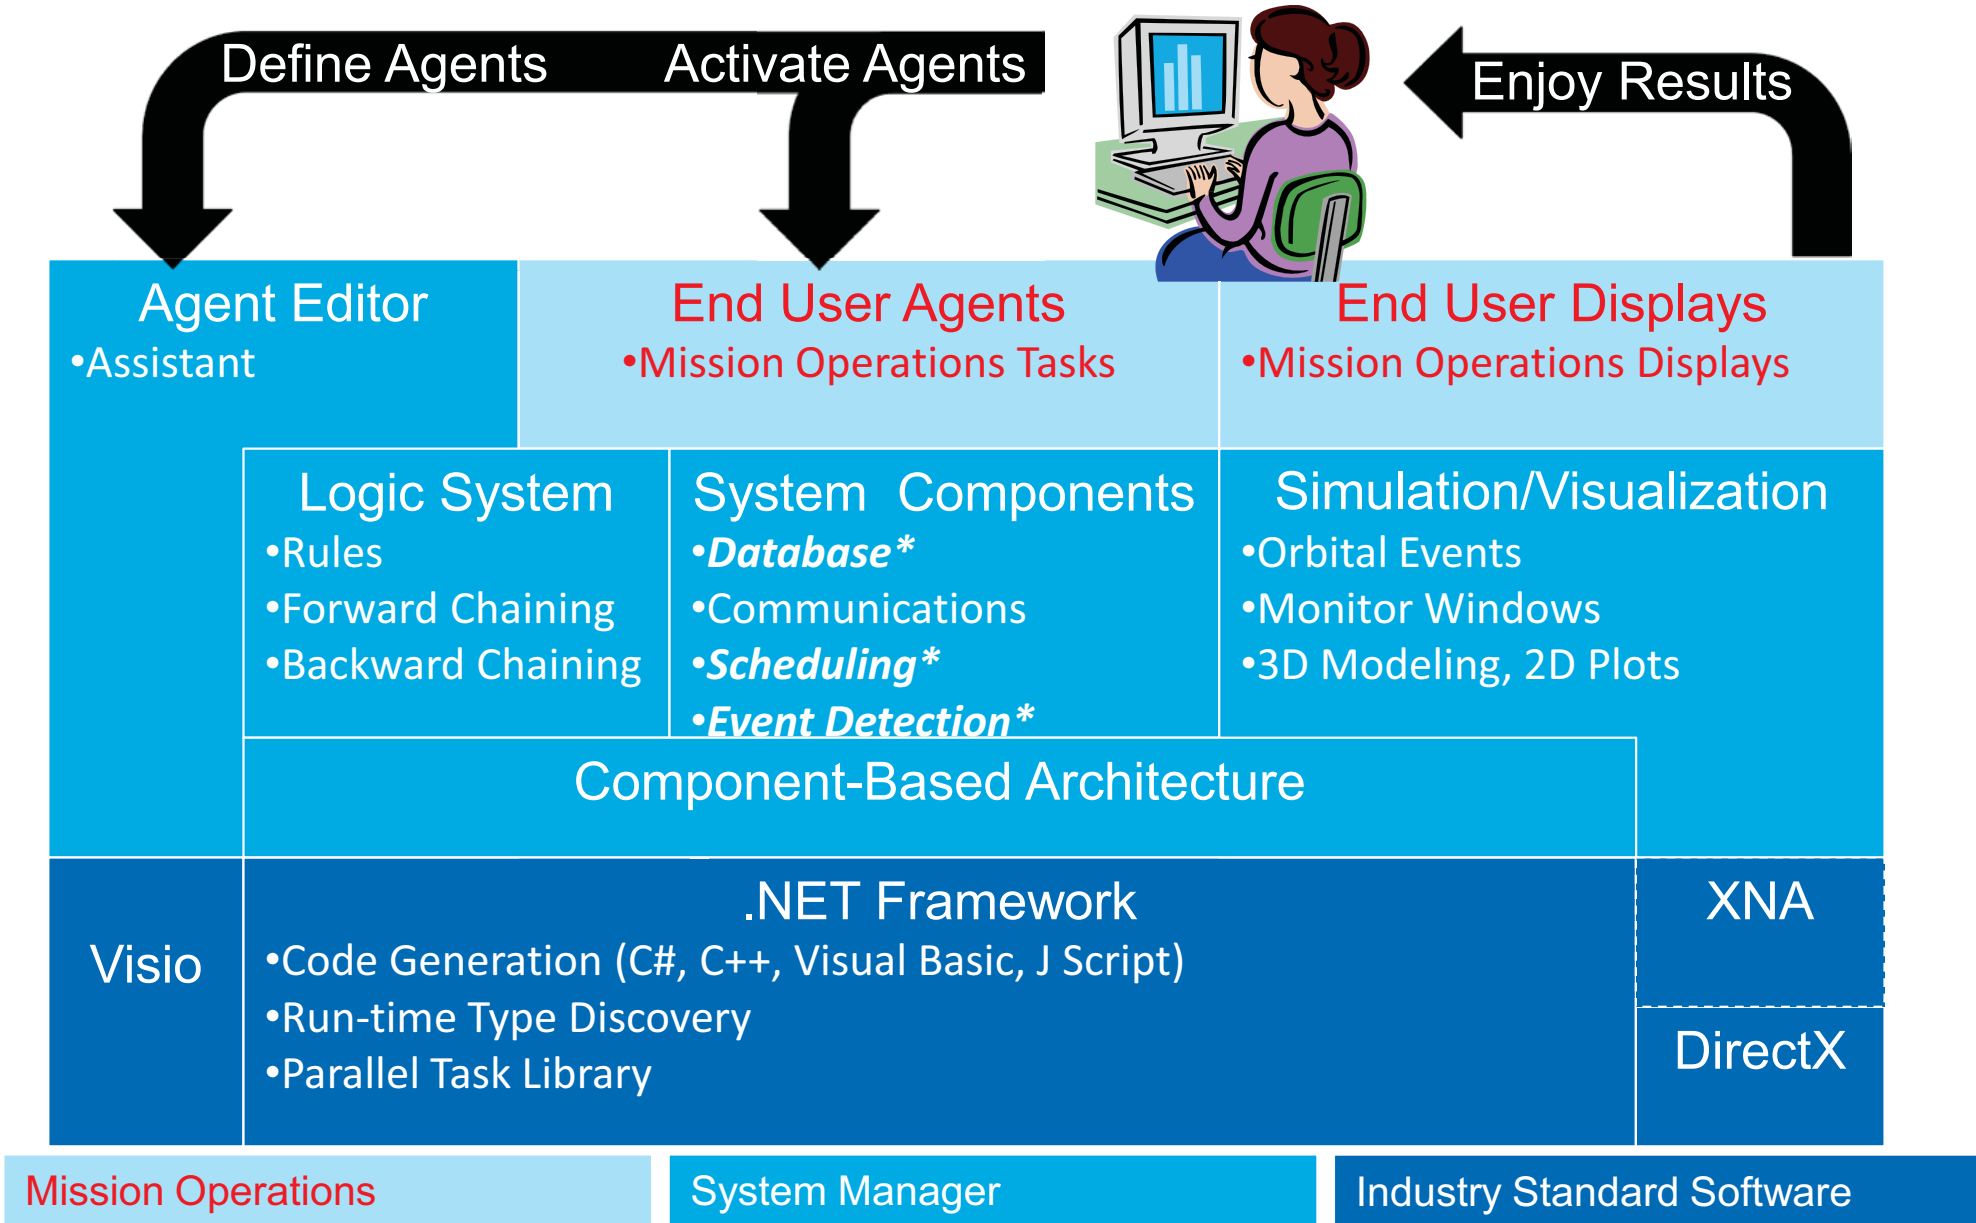 Define Agents
Activate Agents
Enjoy Results
Agent Editor
•Assistant
End User Agents
•Mission Operations Tasks
End User Displays
•Mission Operations Displays
Logic System
•Rules
•Forward Chaining
•Backward Chaining
System Components
•Database*
•Communications
•Scheduling*
•Event Detection*
Simulation/Visualization
•Orbital Events
•Monitor Windows
•3D Modeling, 2D Plots
Component-Based Architecture
Visio
.NET Framework
•Code Generation (C#, C++, Visual Basic, J Script)
•Run-time Type Discovery
•Parallel Task Library
XNA
DirectX
Mission Operations
System Manager
Industry Standard Software